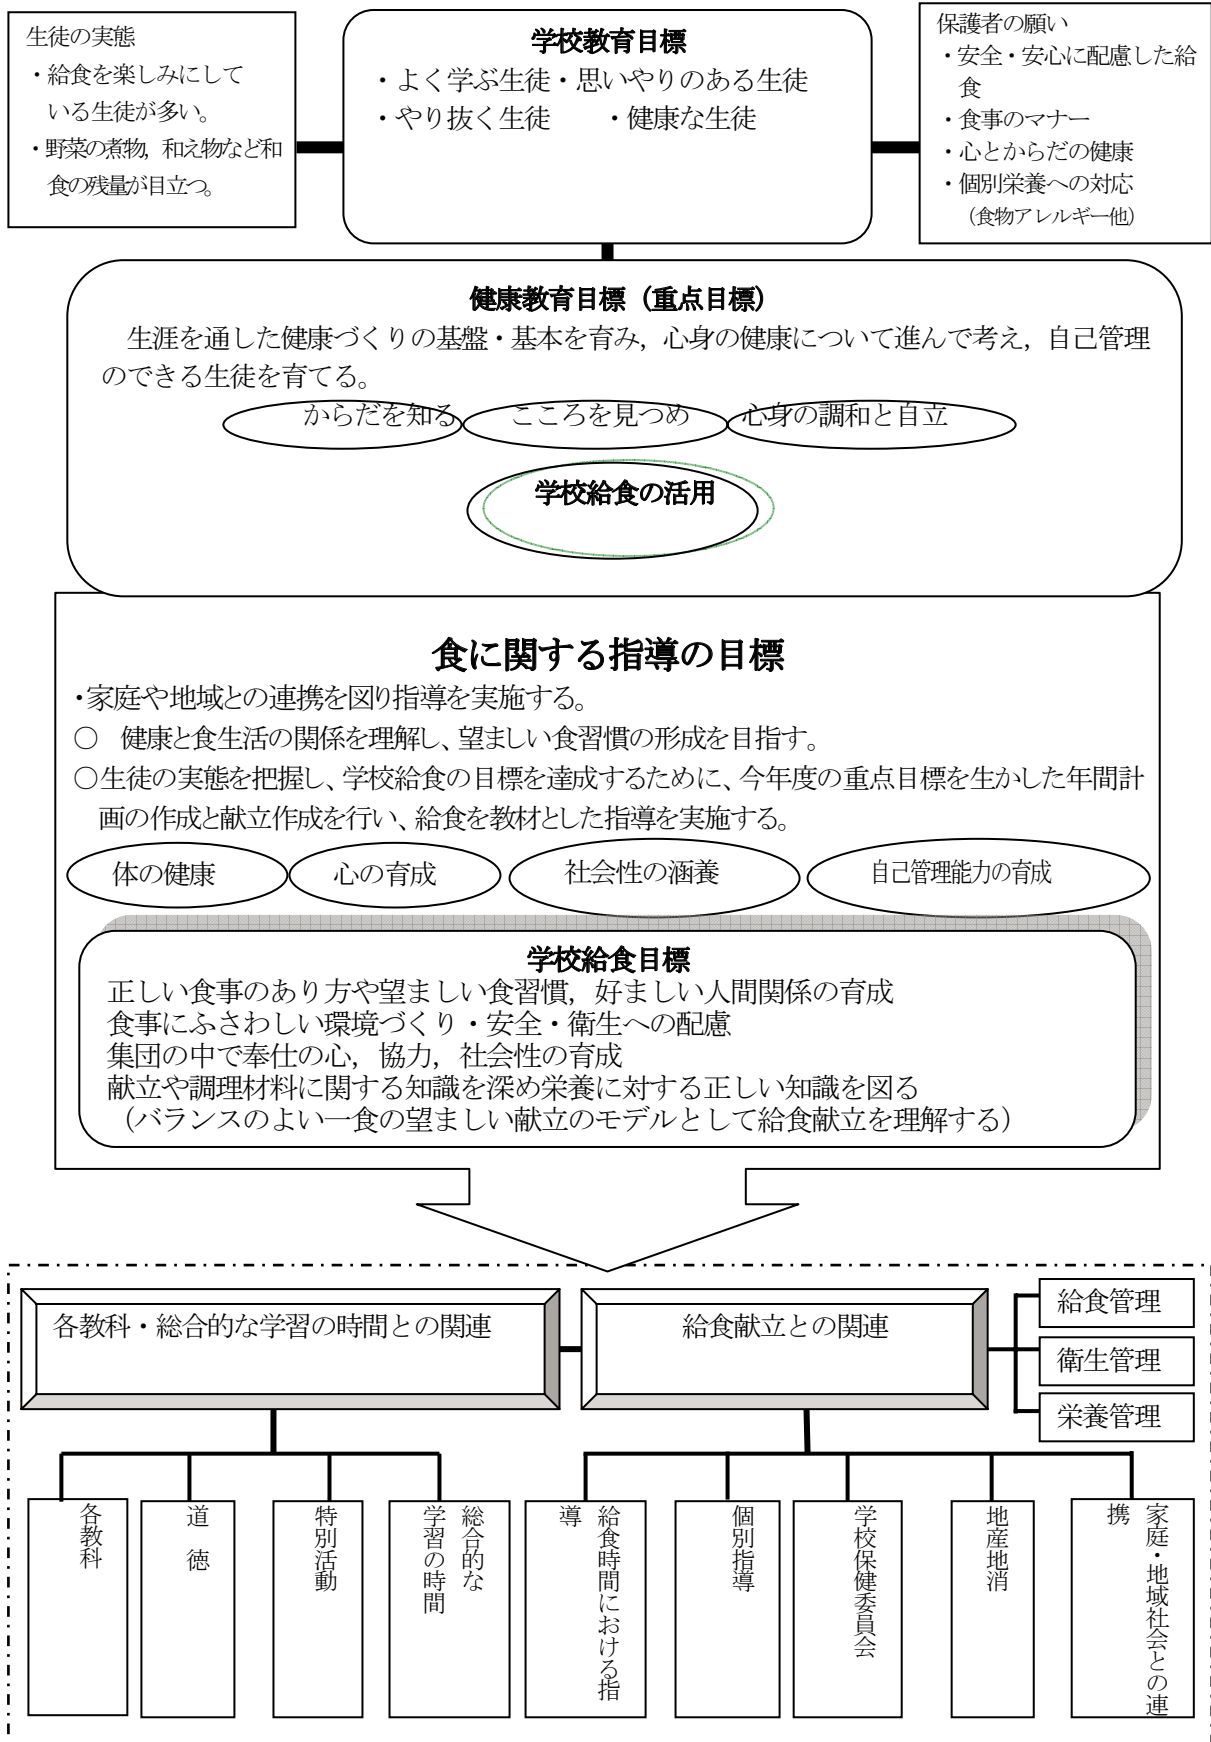 生徒の実態
・給食を楽しみにして
いる生徒が多い。
・野菜の煮物，和え物など和
食の残量が目立つ。
学校教育目標
・よく学ぶ生徒・思いやりのある生徒
・やり抜く生徒　　・健康な生徒
保護者の願い
・安全・安心に配慮した給
食
・食事のマナー
・心とからだの健康
・個別栄養への対応
（食物アレルギー他）
健康教育目標（重点目標）
生涯を通した健康づくりの基盤・基本を育み，心身の健康について進んで考え，自己管理
のできる生徒を育てる。
からだを知る　こころを見つめ　心身の調和と自立
学校給食の活用
食に関する指導の目標
・家庭や地域との連携を図り指導を実施する。
○　健康と食生活の関係を理解し、望ましい食習慣の形成を目指す。
○生徒の実態を把握し、学校給食の目標を達成するために、今年度の重点目標を生かした年間計
画の作成と献立作成を行い、給食を教材とした指導を実施する。
体の健康　心の育成　社会性の涵養　自己管理能力の育成
学校給食目標
正しい食事のあり方や望ましい食習慣，好ましい人間関係の育成
食事にふさわしい環境づくり・安全・衛生への配慮
集団の中で奉仕の心，協力，社会性の育成
献立や調理材料に関する知識を深め栄養に対する正しい知識を図る
（バランスのよい一食の望ましい献立のモデルとして給食献立を理解する）
各教科・総合的な学習の時間との関連
給食献立との関連
給食管理
衛生管理
栄養管理
各教科
道　徳
特別活動
総合的な
学習の時間
給食時間における指
導
個別指導
学校保健委員会
地産地消
家庭・地域社会との連
携